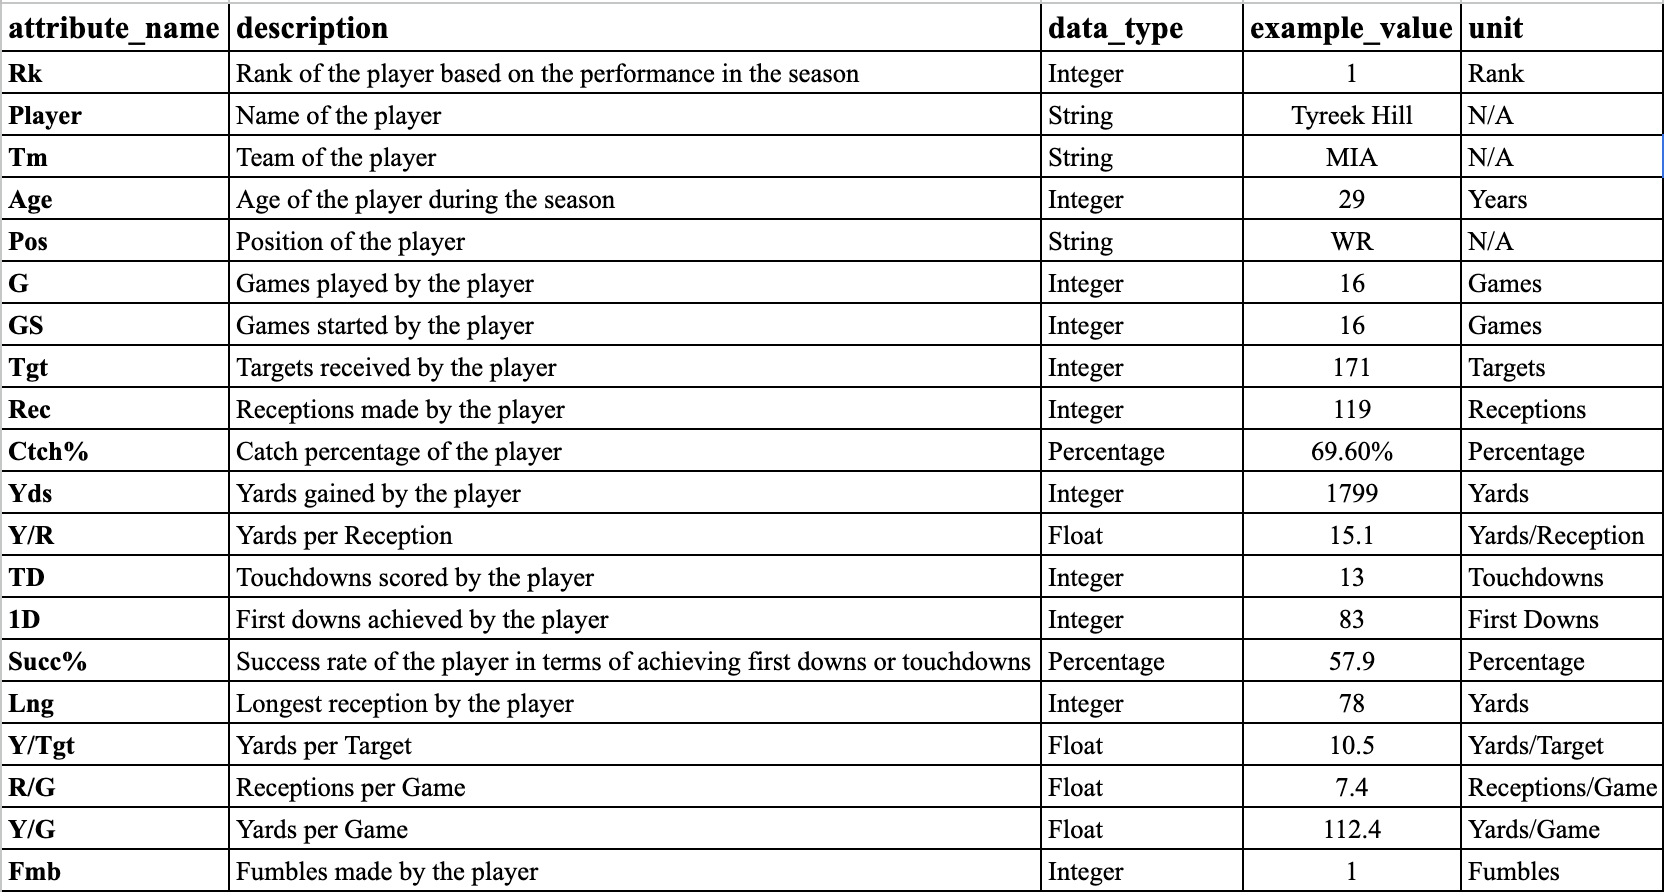 attribute_name description data_type example_value unit
Rk Rank of the player based on the performance in the season Integer 1 Rank
Player Name of the player String Tyreek Hill N/A
Tm Team of the player String MIA N/A
Age Age of the player during the season Integer 29 Years
Pos Position of the player String WR N/A
G Games played by the player Integer 16 Games
GS Games started by the player Integer 16 Games
Tgt Targets received by the player Integer 171 Targets
Rec Receptions made by the player Integer 119 Receptions
Ctch% Catch percentage of the player Percentage 69.60% Percentage
Yds Yards gained by the player Integer 1799 Yards
Y/R Yards per Reception Float 15.1 Yards/Reception
TD Touchdowns scored by the player Integer 13 Touchdowns
1D First downs achieved by the player Integer 83 First Downs
Succ% Success rate of the player in terms of achieving first downs or touchdowns Percentage 57.9 Percentage
Lng Longest reception by the player Integer 78 Yards
Y/Tgt Yards per Target Float 10.5 Yards/Target
R/G Receptions per Game Float 7.4 Receptions/Game
Y/G Yards per Game Float 112.4 Yards/Game
Fmb Fumbles made by the player Integer 1 Fumbles